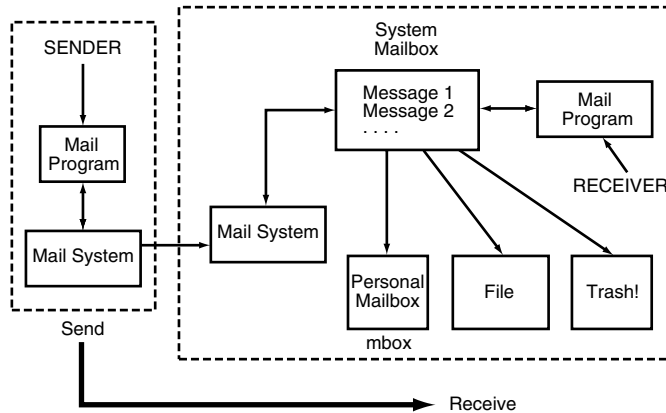 SENDER
Mail
Program
Mail System
Send
System
Mailbox
Message 1
Message 2
. . . .
Mail
Program
RECEIVER
Mail System
Personal
Mailbox
mbox
File
Trash!
Receive